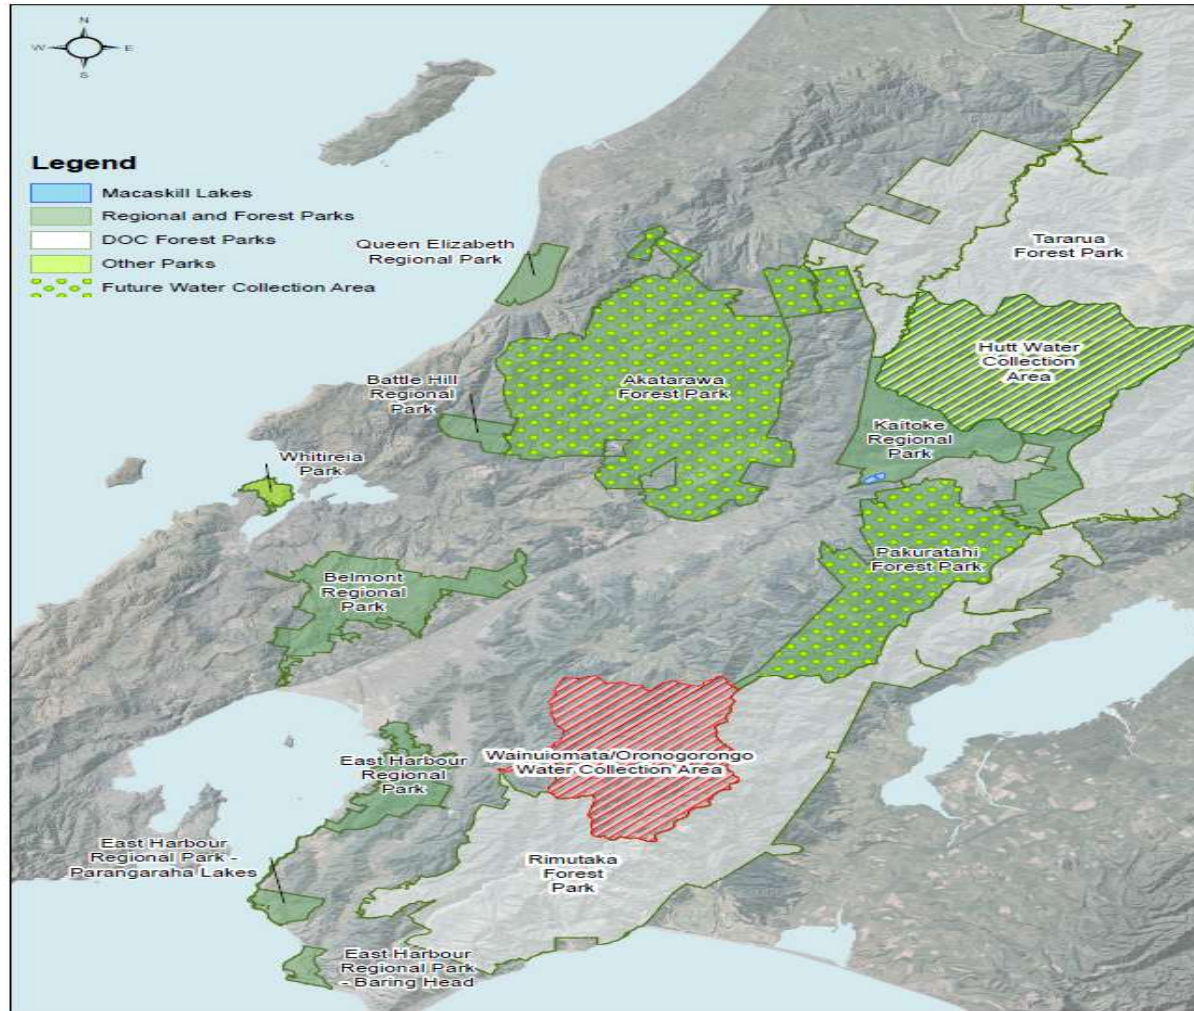 N
W
E
S
Legend
Macaskill Lakes
Regional and Forest Parks
DOC Forest Parks
Other Parks
Future Water Collection Area
Queen Elizabeth
Regional Park
Tararua
Forest Park
Hutt Water
Collection
Area
Battle Hill
Regional
Park
Akatarawa
Forest Park
Kaitoke
Regional
Park
Whitireia
Park
Pakuratahi
Forest Park
Belmont
Regional
Park
Wainuiomata/Oronogorongo
Water Collection Area
East Harbour
Regional
Park
East Harbour
Regional Park -
Parangaraha Lakes
Rimutaka
Forest
Park
East Harbour
Regional Park
- Baring Head